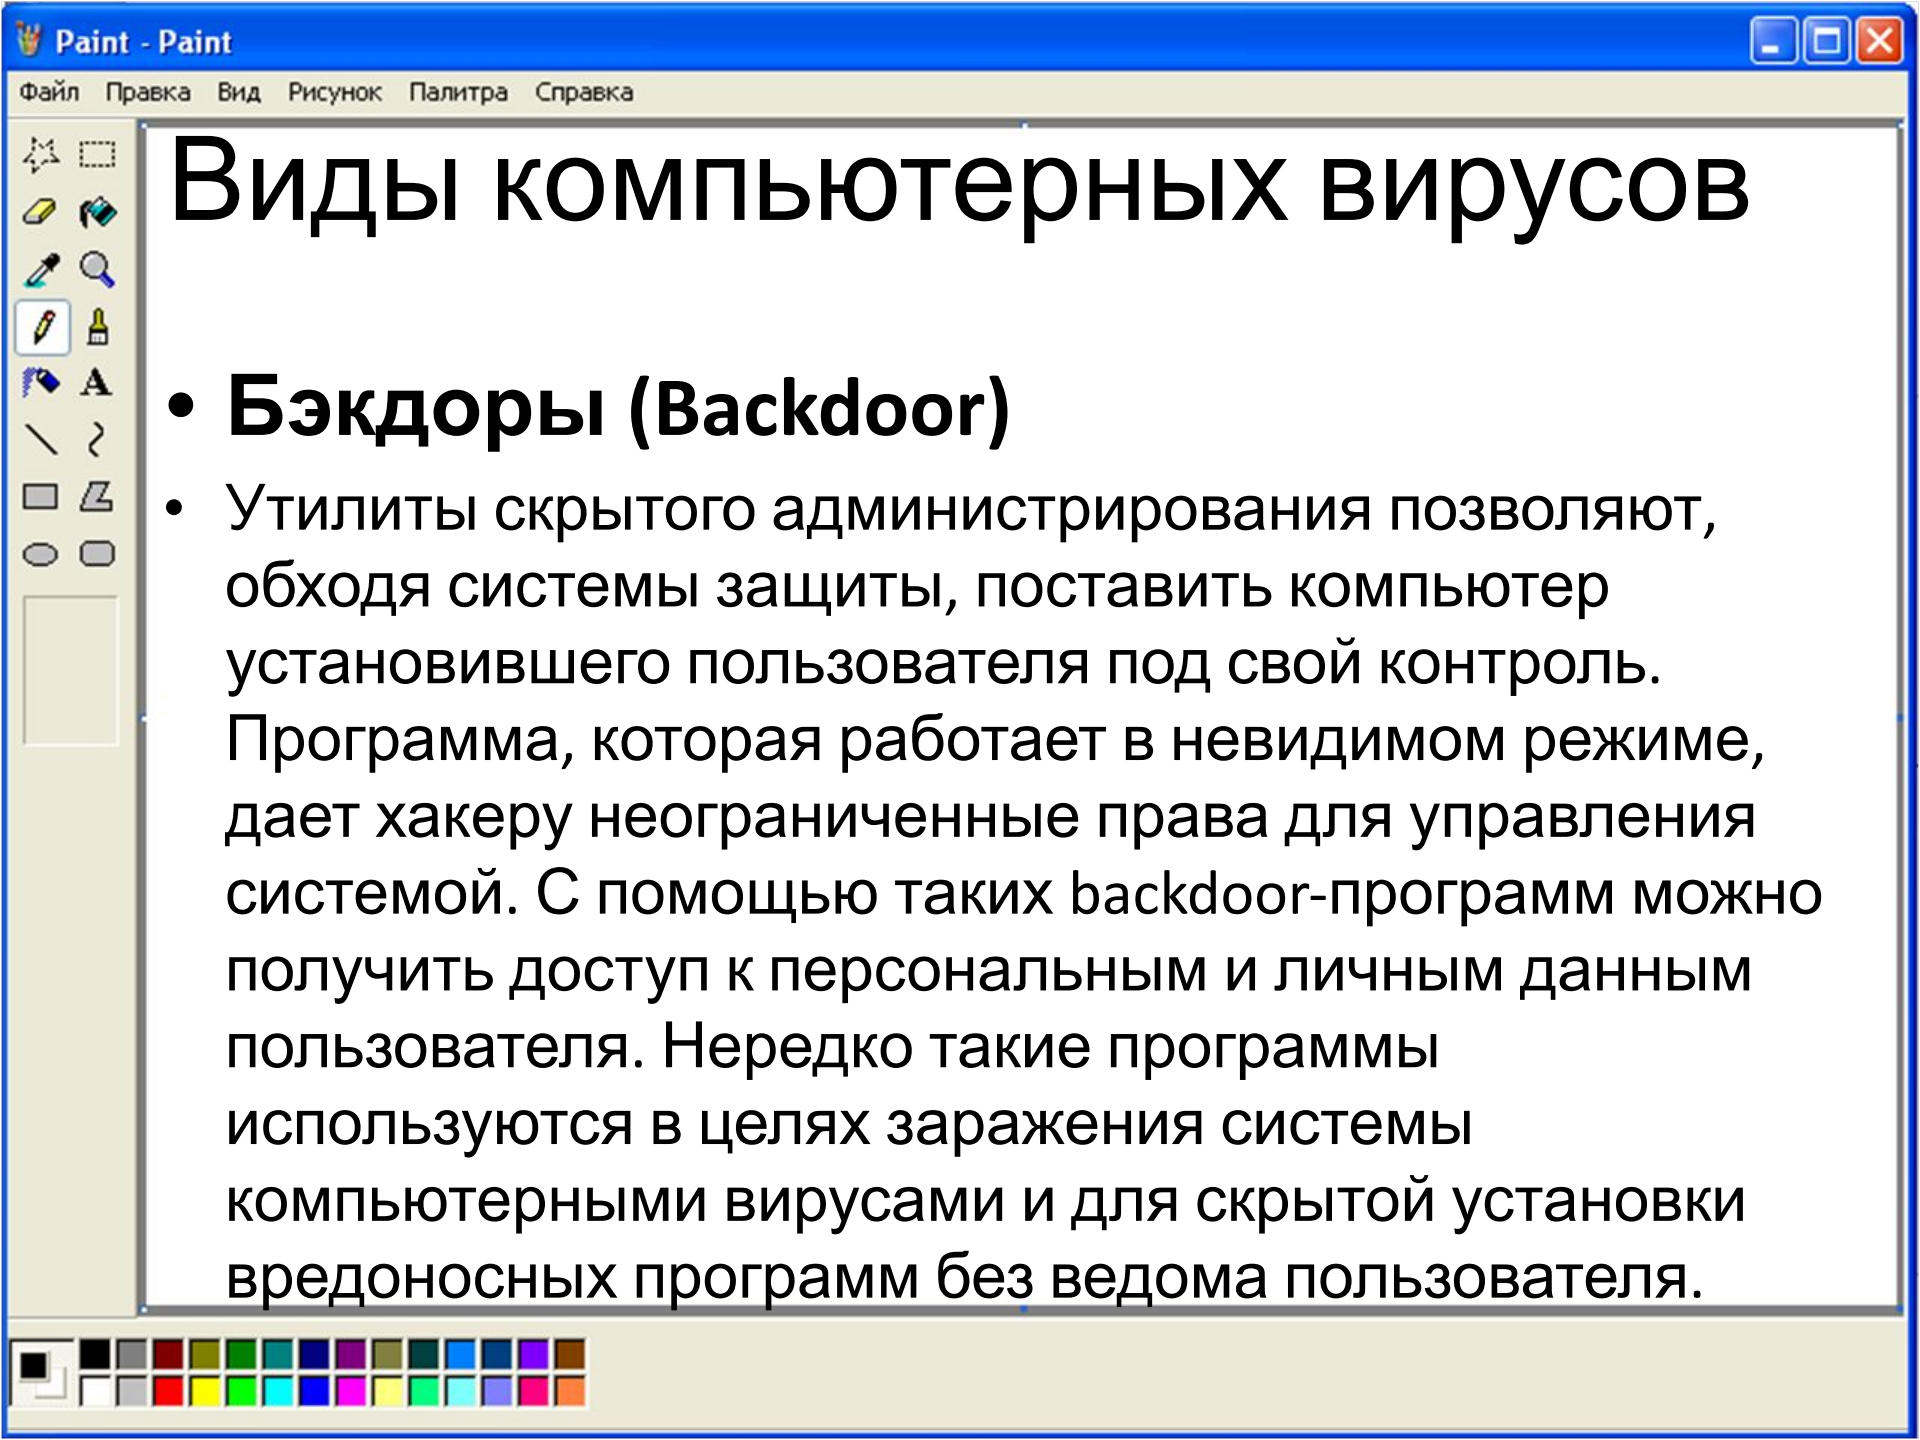 Paint - Paint
Файл Правка Вид Рисунок Палитра Справка
Виды компьютерных вирусов
• Бэкдоры (Backdoor)
• Утилиты скрытого администрирования позволяют,
обходя системы защиты, поставить компьютер
установившего пользователя под свой контроль.
Программа, которая работает в невидимом режиме,
дает хакеру неограниченные права для управления
системой. С помощью таких backdoor-программ можно
получить доступ к персональным и личным данным
пользователя. Нередко такие программы
используются в целях заражения системы
компьютерными вирусами и для скрытой установки
вредоносных программ без ведома пользователя.